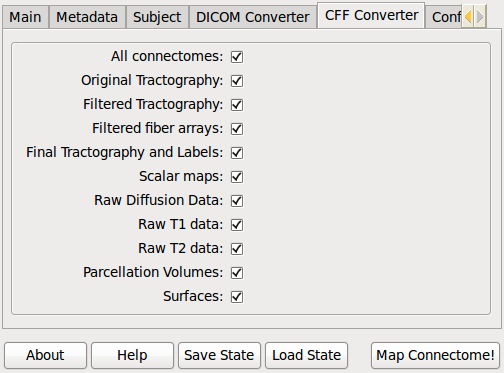 Main Metadata Subject DICOM Converter CFF Converter Conf
All connectomes:
Original Tractography:
Filtered Tractography:
Filtered fiber arrays:
Final Tractography and Labels:
Scalar maps:
Raw Diffusion Data:
Raw T1 data:
Raw T2 data:
Parcellation Volumes:
Surfaces:
About Help Save State Load State Map Connectome!